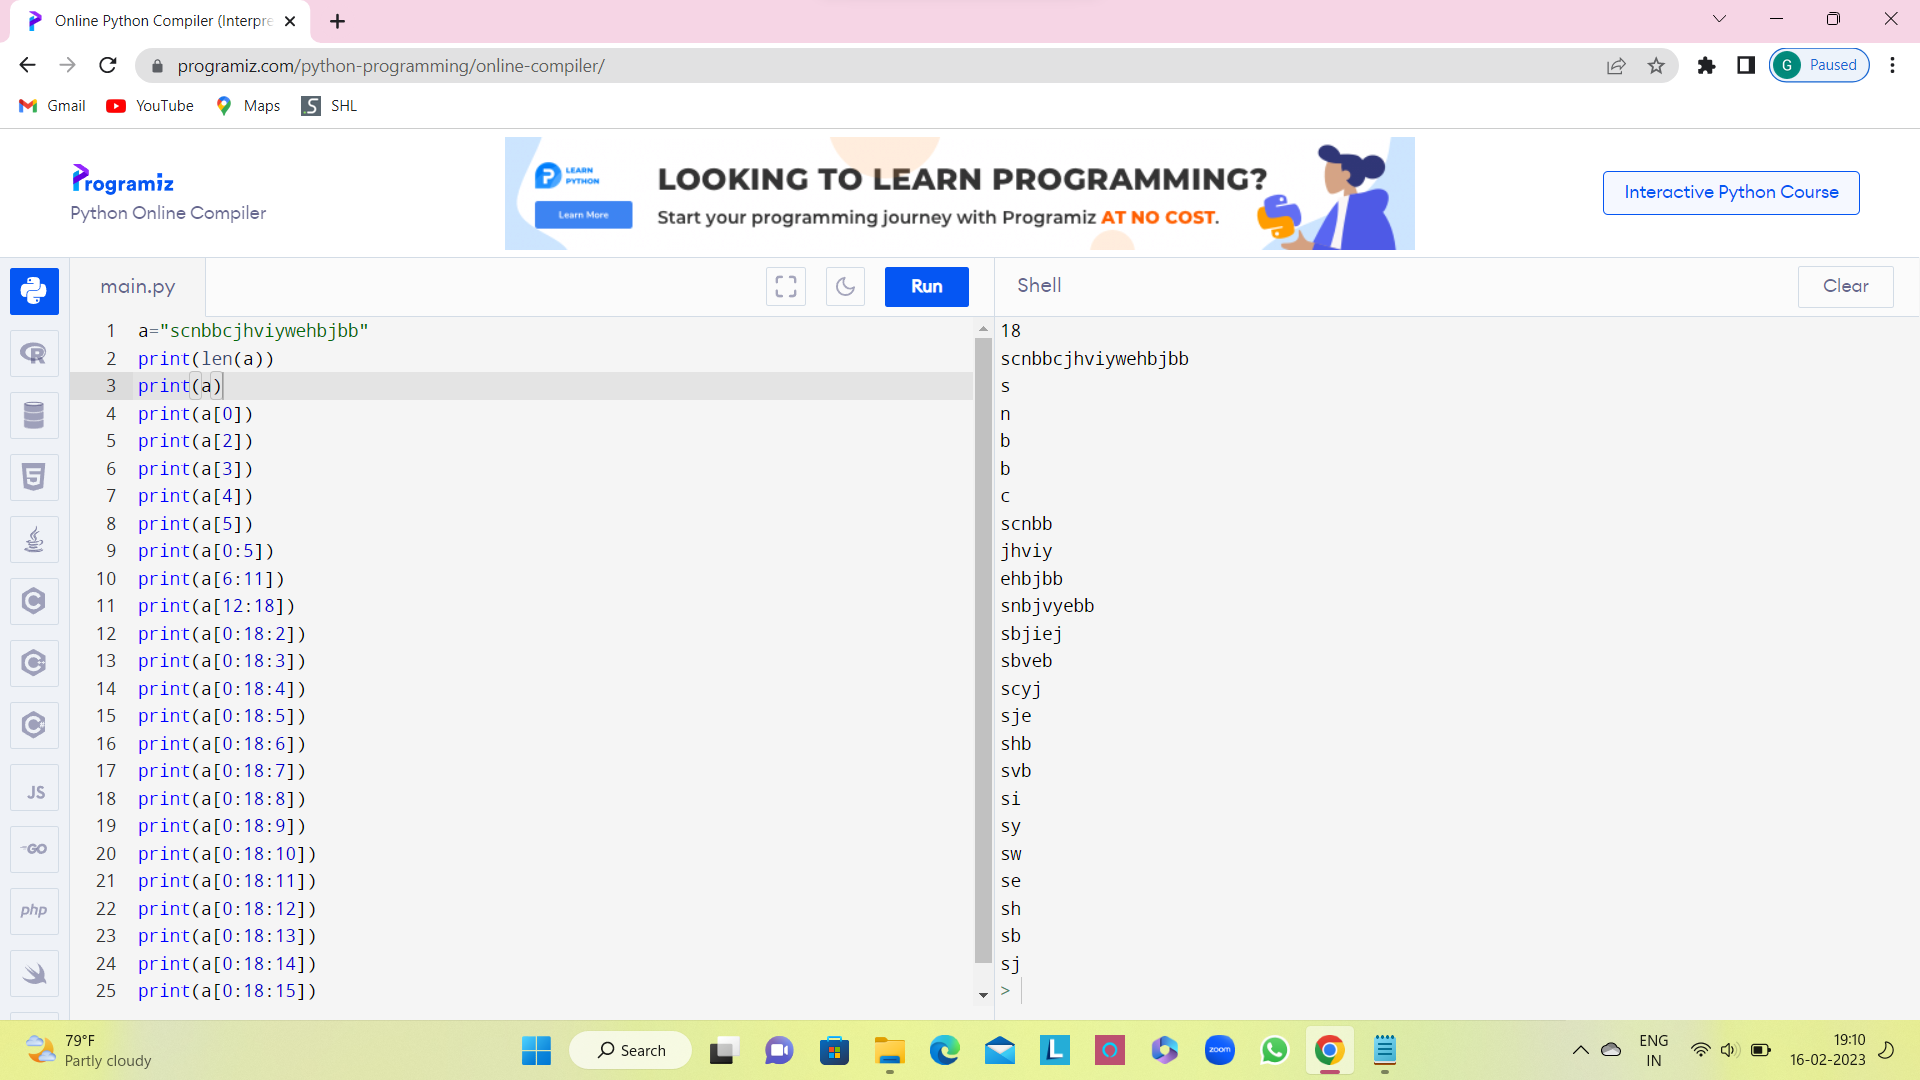 Online Python Compiler (Interpre
programiz.com/python-programming/online-compiler/
G Paused
Gmail YouTube Maps S SHL
Programiz
Python Online Compiler
LEARN PYTHON
Learn More
LOOKING TO LEARN PROGRAMMING?
Start your programming journey with Programiz AT NO COST.
Interactive Python Course
main.py
Run
Shell
Clear
R
5
JS
GO
php
1 a="scnbbcjhviywehbjbb"
2 print(len(a))
3 print(a)
4 print(a[0])
5 print(a[2])
6 print(a[3])
7 print(a[4])
8 print(a[5])
9 print(a[0:5])
10 print(a[6:11])
11 print(a[12:18])
12 print(a[0:18:2])
13 print(a[0:18:3])
14 print(a[0:18:4])
15 print(a[0:18:5])
16 print(a[0:18:6])
17 print(a[0:18:7])
18 print(a[0:18:8])
19 print(a[0:18:9])
20 print(a[0:18:10])
21 print(a[0:18:11])
22 print(a[0:18:12])
23 print(a[0:18:13])
24 print(a[0:18:14])
25 print(a[0:18:15])
18
scnbbcjhviywehbjbb
s
n
b
b
c
scnbb
jhviy
ehbjbb
snbjvyebb
sbjiej
sbveb
scyj
sje
shb
svb
si
sy
sw
se
sh
sb
sj
>
79°F
Partly cloudy
Search
L
zoom
ENG
IN
19:10
16-02-2023